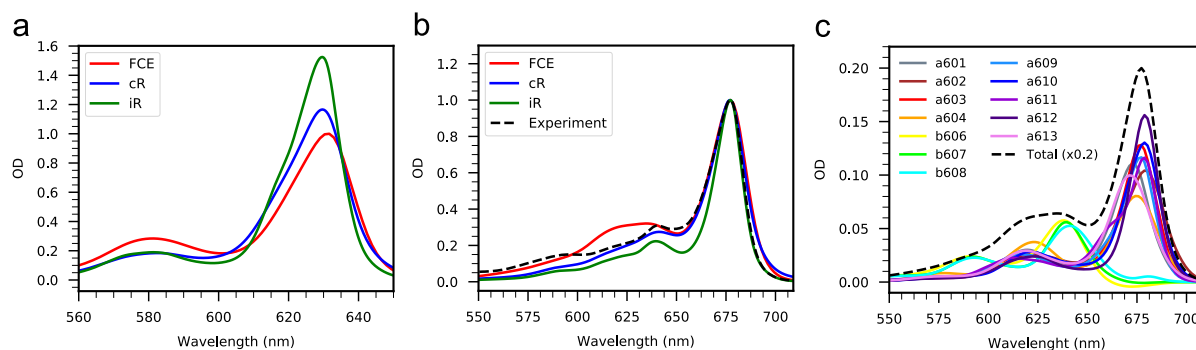 a
1.6
1.4
1.2
1.0
0.8
0.6
0.4
0.2
0.0
OD
FCE
cR
iR
560
580
600
620
640
Wavelength (nm)
b
1.2
1.0
0.8
0.6
0.4
0.2
0.0
OD
FCE
cR
iR
Experiment
550
575
600
625
650
675
700
Wavelength (nm)
c
0.20
0.15
0.10
0.05
0.00
OD
a601
a602
a603
a604
b606
b607
b608
a609
a610
a611
a612
a613
Total (x0.2)
550
575
600
625
650
675
700
Wavelenght (nm)